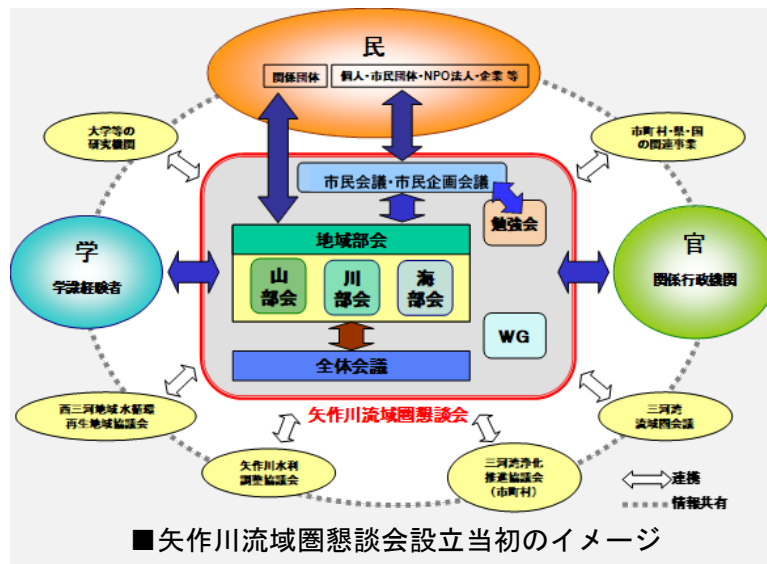 民
関係団体
個人・市民団体・NPO法人・企業 等
大学等の
研究機関
市町村・県・国
の関連事業
市民会議・市民企画会議
勉強会
学
学識経験者
地域部会
山
部会
川
部会
海
部会
官
関係行政機関
WG
全体会議
矢作川流域圏懇談会
西三河地域水循環
再生地域協議会
三河湾
流域圏会議
矢作川水利
調整協議会
三河湾浄化
推進協議会
(市町村)
連携
情報共有
■矢作川流域圏懇談会設立当初のイメージ